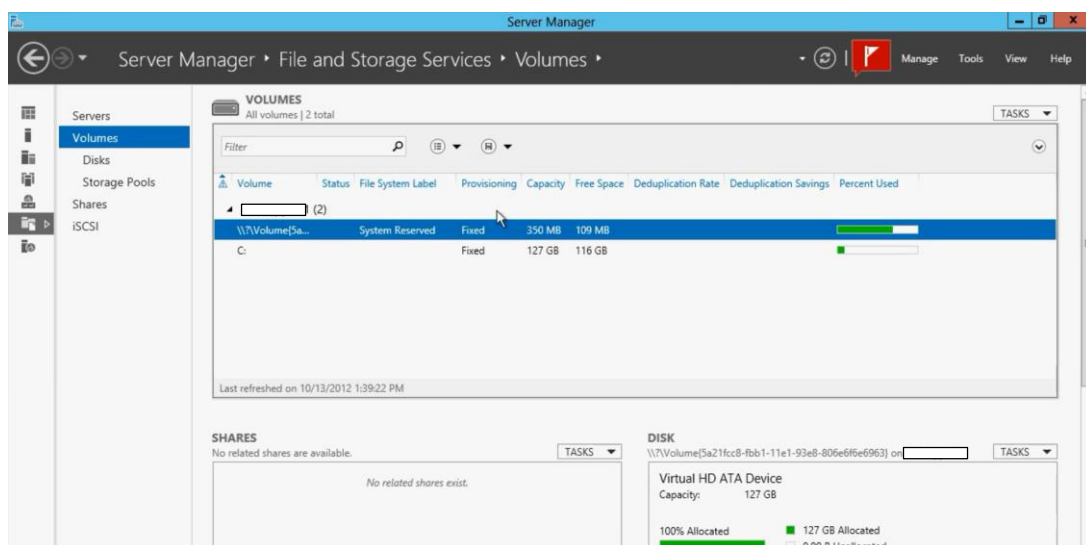 Server Manager
Server Manager • File and Storage Services • Volumes •
Manage Tools View Help
Servers
Volumes
Disks
Storage Pools
Shares
iSCSI
VOLUMES
All volumes | 2 total
TASKS
Filter
Volume Status File System Label Provisioning Capacity Free Space Deduplication Rate Deduplication Savings Percent Used
(2)
\\?\Volume{5a... System Reserved Fixed 350 MB 109 MB
C: Fixed 127 GB 116 GB
Last refreshed on 10/13/2012 1:39:22 PM
SHARES
No related shares are available.
TASKS
No related shares exist.
DISK
\\?\Volume{5a21fcc8-fbb1-11e1-93e8-806e6f6e6963} on
TASKS
Virtual HD ATA Device
Capacity: 127 GB
100% Allocated
127 GB Allocated